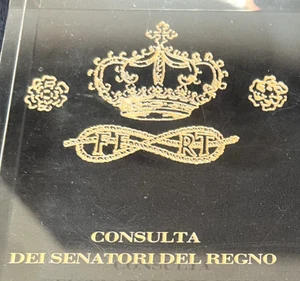 FE RT
CONSULTA
DEI SENATORI DEL REGNO